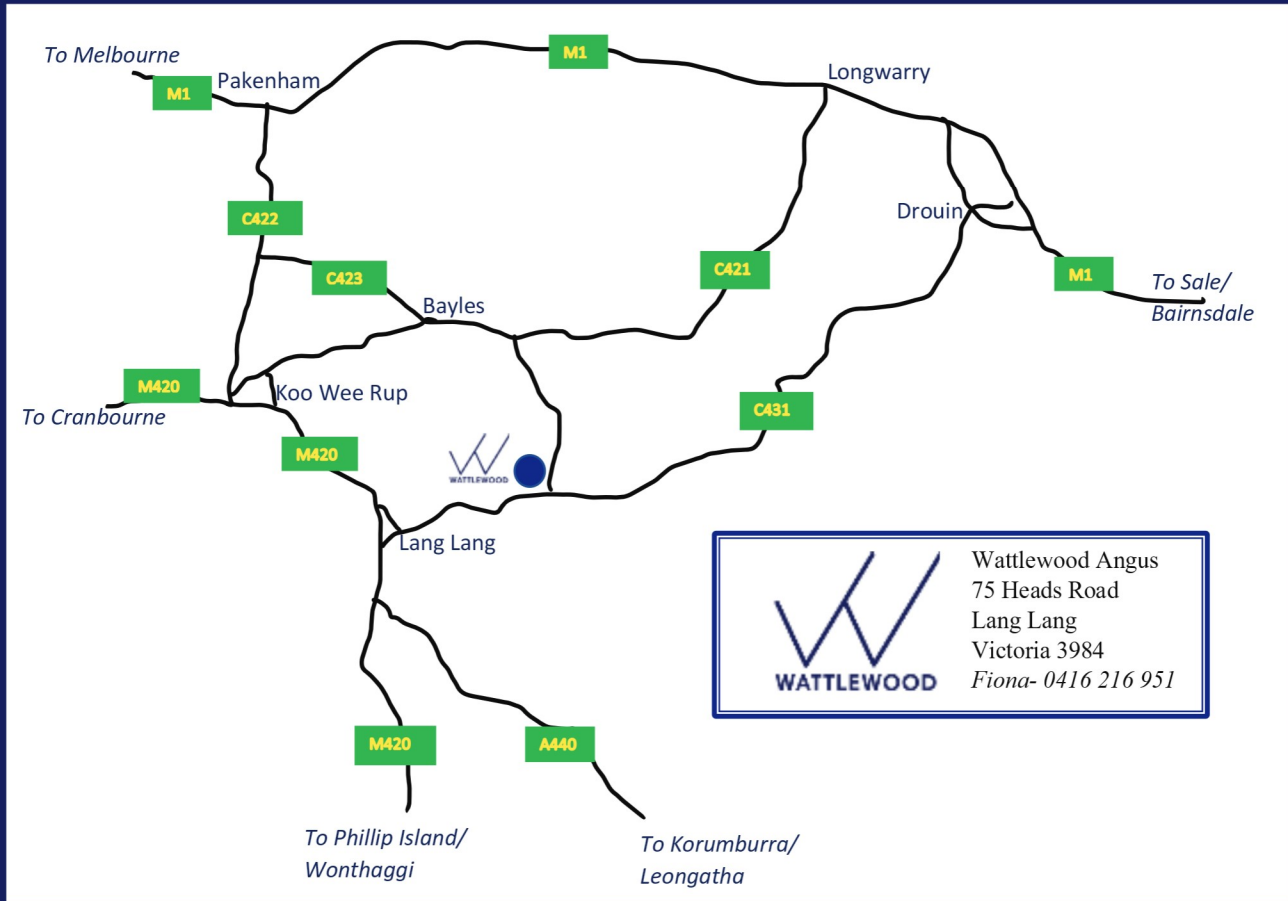 To Melbourne
M1
Pakenham
M1
Longwarry
C422
Drouin
C423
C421
M1
To Sale/
Bairnsdale
Bayles
M420
Koo Wee Rup
To Cranbourne
C431
M420
WATTLEWOOD
Lang Lang
Wattlewood Angus
75 Heads Road
Lang Lang
Victoria 3984
Fiona- 0416 216 951
WATTLEWOOD
M420
A440
To Phillip Island/
Wonthaggi
To Korumburra/
Leongatha